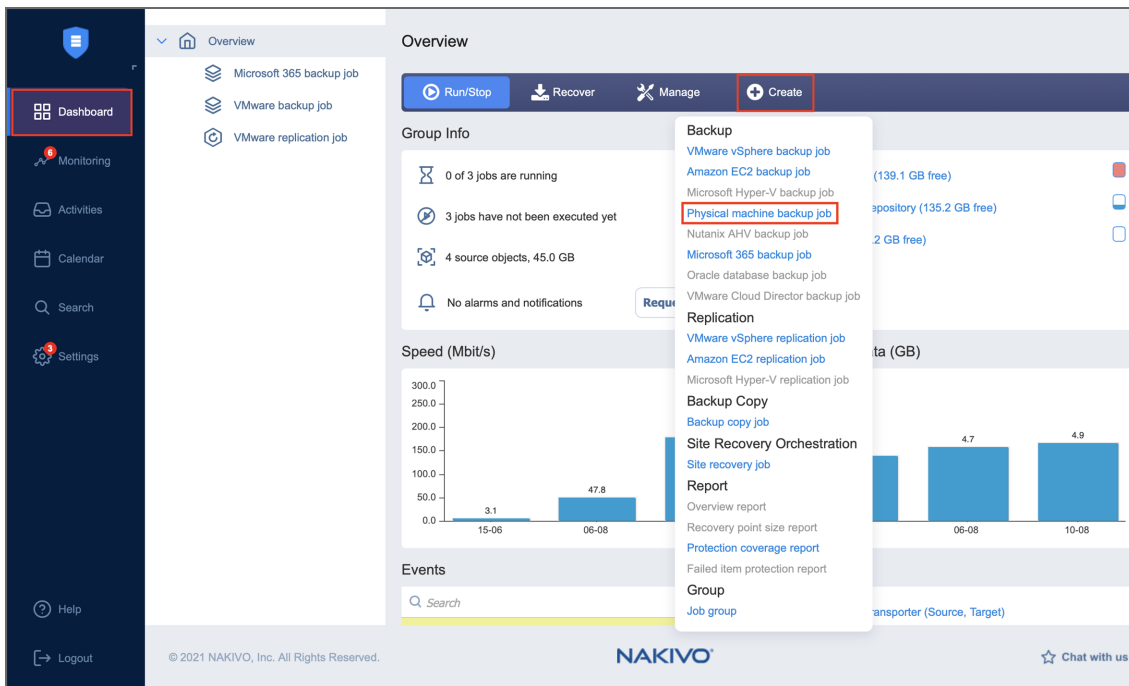 Overview
Microsoft 365 backup job
VMware backup job
VMware replication job
Dashboard
6
Monitoring
Activities
Calendar
Search
3
Settings
Help
Logout
Overview
Run/Stop
Recover
Manage
Create
Group Info
0 of 3 jobs are running
3 jobs have not been executed yet
4 source objects, 45.0 GB
No alarms and notifications
Backup
VMware vSphere backup job
Amazon EC2 backup job
Microsoft Hyper-V backup job
Physical machine backup job
Nutanix AHV backup job
Microsoft 365 backup job
Oracle database backup job
VMware Cloud Director backup job
Replication
VMware vSphere replication job
Amazon EC2 replication job
Microsoft Hyper-V replication job
Backup Copy
Backup copy job
Site Recovery Orchestration
Site recovery job
Report
Overview report
Recovery point size report
Protection coverage report
Failed item protection report
Group
Job group
(139.1 GB free)
epository (135.2 GB free)
.2 GB free)
Reque
Speed (Mbit/s)
300.0
250.0
200.0
150.0
100.0
50.0
0.0
3.1
47.8
15-06
06-08
ta (GB)
4.7
4.9
06-08
10-08
Events
Search
ansporter (Source, Target)
© 2021 NAKIVO, Inc. All Rights Reserved.
NAKIVO
Chat with us